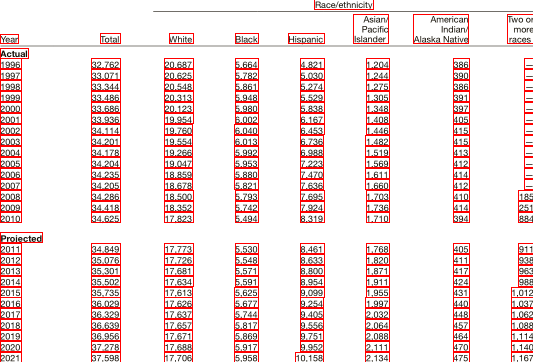 Race/ethnicity
Year Total White Black Hispanic Asian/ Pacific Islander American Indian/ Alaska Native Two or more races
Actual
1996 32,762 20,687 5,664 4,821 1,204 386 —
1997 33,071 20,625 5,782 5,030 1,244 390 —
1998 33,344 20,548 5,861 5,274 1,275 386 —
1999 33,486 20,313 5,948 5,529 1,305 391 —
2000 33,686 20,123 5,980 5,838 1,348 397 —
2001 33,936 19,954 6,002 6,167 1,408 405 —
2002 34,114 19,760 6,040 6,453 1,446 415 —
2003 34,201 19,554 6,013 6,736 1,482 415 —
2004 34,178 19,266 5,992 6,988 1,519 413 —
2005 34,204 19,047 5,953 7,223 1,569 412 —
2006 34,235 18,859 5,880 7,470 1,611 414 —
2007 34,205 18,678 5,821 7,636 1,660 412 —
2008 34,286 18,500 5,793 7,695 1,703 410 185
2009 34,418 18,352 5,742 7,924 1,736 414 251
2010 34,625 17,823 5,494 8,319 1,710 394 884
Projected
2011 34,849 17,773 5,530 8,461 1,768 405 911
2012 35,076 17,726 5,548 8,633 1,820 411 938
2013 35,301 17,681 5,571 8,800 1,871 417 963
2014 35,502 17,634 5,591 8,954 1,911 424 988
2015 35,735 17,613 5,625 9,099 1,955 431 1,012
2016 36,029 17,626 5,677 9,254 1,997 440 1,037
2017 36,329 17,637 5,744 9,405 2,032 448 1,062
2018 36,639 17,657 5,817 9,556 2,064 457 1,088
2019 36,956 17,671 5,869 9,751 2,088 464 1,114
2020 37,278 17,688 5,917 9,952 2,111 470 1,140
2021 37,598 17,706 5,958 10,158 2,134 475 1,167